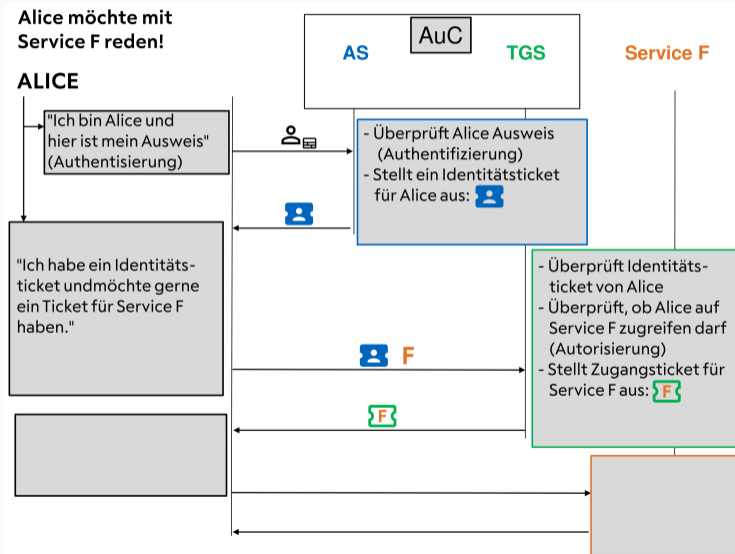 Alice möchte mit
Service F reden!
ALICE
AuC
AS
TGS
Service F
"Ich bin Alice und
hier ist mein Ausweis"
(Authentisierung)
- Überprüft Alice Ausweis
(Authentifizierung)
- Stellt ein Identitätsticket
für Alice aus:
"Ich habe ein Identitäts-
ticket undmöchte gerne
ein Ticket für Service F
haben."
F
- Überprüft Identitäts-
ticket von Alice
- Überprüft, ob Alice auf
Service F zugreifen darf
(Autorisierung)
- Stellt Zugangsticket für
Service F aus: F
F